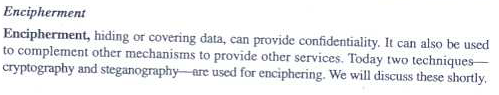 Encipherment
Encipherment, hiding or covering data, can provide confidentiality. It can also be used
to complement other mechanisms to provide other services. Today two techniques—
cryptography and steganography—are used for enciphering. We will discuss these shortly.